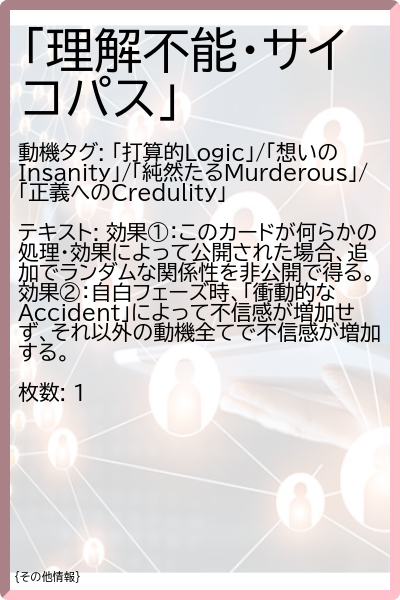 「理解不能・サイ
コパス」
動機タグ: 「打算的Logic」/「想いの
Insanity」/「純然たるMurderous」/
「正義へのCredulity」
テキスト: 効果①：このカードが何らかの
処理・効果によって公開された場合、追
加でランダムな関係性を非公開で得る。
効果②：自白フェーズ時、「衝動的な
Accident」によって不信感が増加せ
ず、それ以外の動機全てで不信感が増加
する。
枚数: 1
{その他情報}